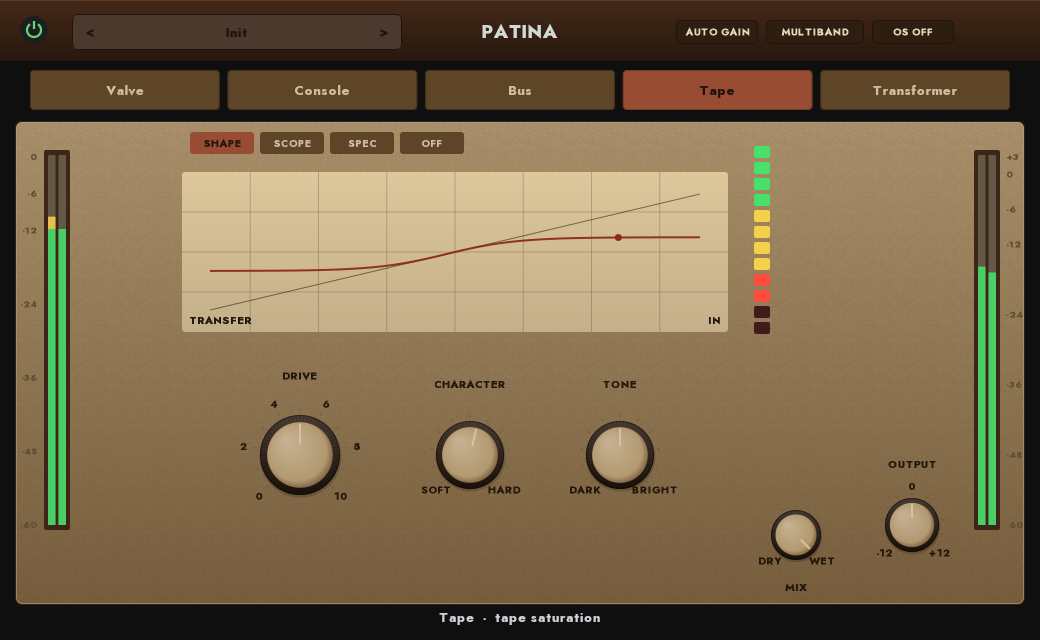 < Init >
PATINA
AUTO GAIN
MULTIBAND
OS OFF
Valve
Console
Bus
Tape
Transformer
SHAPE
SCOPE
SPEC
OFF
0
-6
-12
-24
-36
-48
-60
TRANSFER
IN
+3
0
-6
-12
-24
-36
-48
-60
DRIVE
0
2
4
6
8
10
CHARACTER
SOFT
HARD
TONE
DARK
BRIGHT
DRY
WET
MIX
OUTPUT
0
-12
+12
Tape - tape saturation